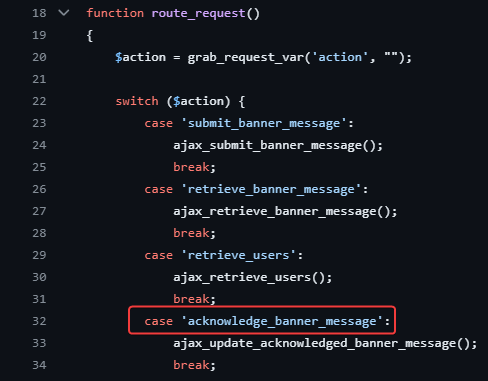 18 function route_request()
19 {
20 $action = grab_request_var('action', "");
21
22 switch ($action) {
23 case 'submit_banner_message':
24 ajax_submit_banner_message();
25 break;
26 case 'retrieve_banner_message':
27 ajax_retrieve_banner_message();
28 break;
29 case 'retrieve_users':
30 ajax_retrieve_users();
31 break;
32 case 'acknowledge_banner_message':
33 ajax_update_acknowledged_banner_message();
34 break;